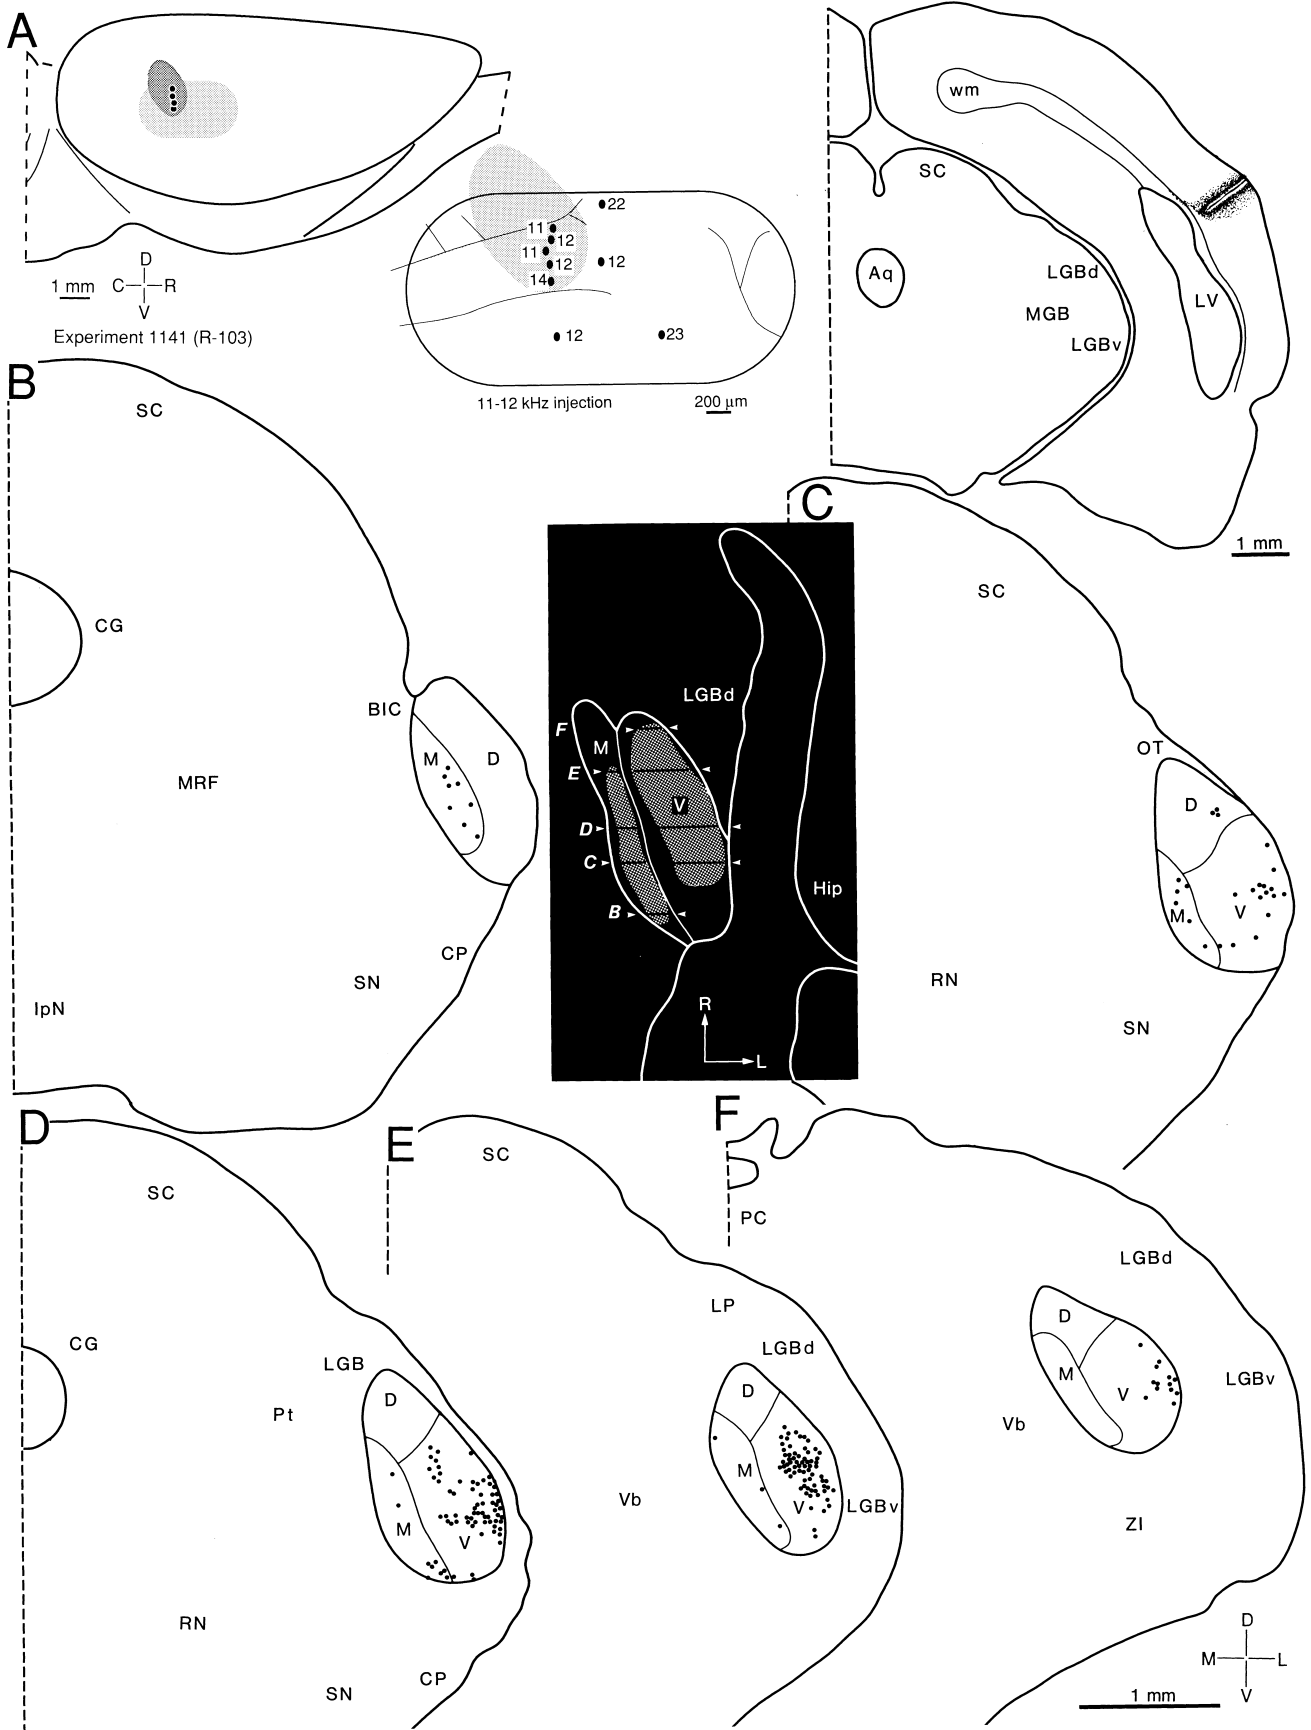 A
D
C R
V
1 mm
Experiment 1141 (R-103)
22
11
12
11
12
12
14
12
23
11-12 kHz injection
200 µm
wm
SC
Aq
LGBd
MGB
LGBv
LV
1 mm
B
SC
CG
BIC
M
D
MRF
CP
SN
IpN
LGBd
F
M
E
V
D
C
Hip
B
R
L
C
SC
OT
D
M
V
RN
SN
D
SC
CG
LGB
D
Pt
M
V
RN
SN
CP
E
SC
LP
LGBd
D
M
V
LGBv
Vb
F
PC
LGBd
D
M
V
LGBv
Vb
ZI
D
M L
V
1 mm